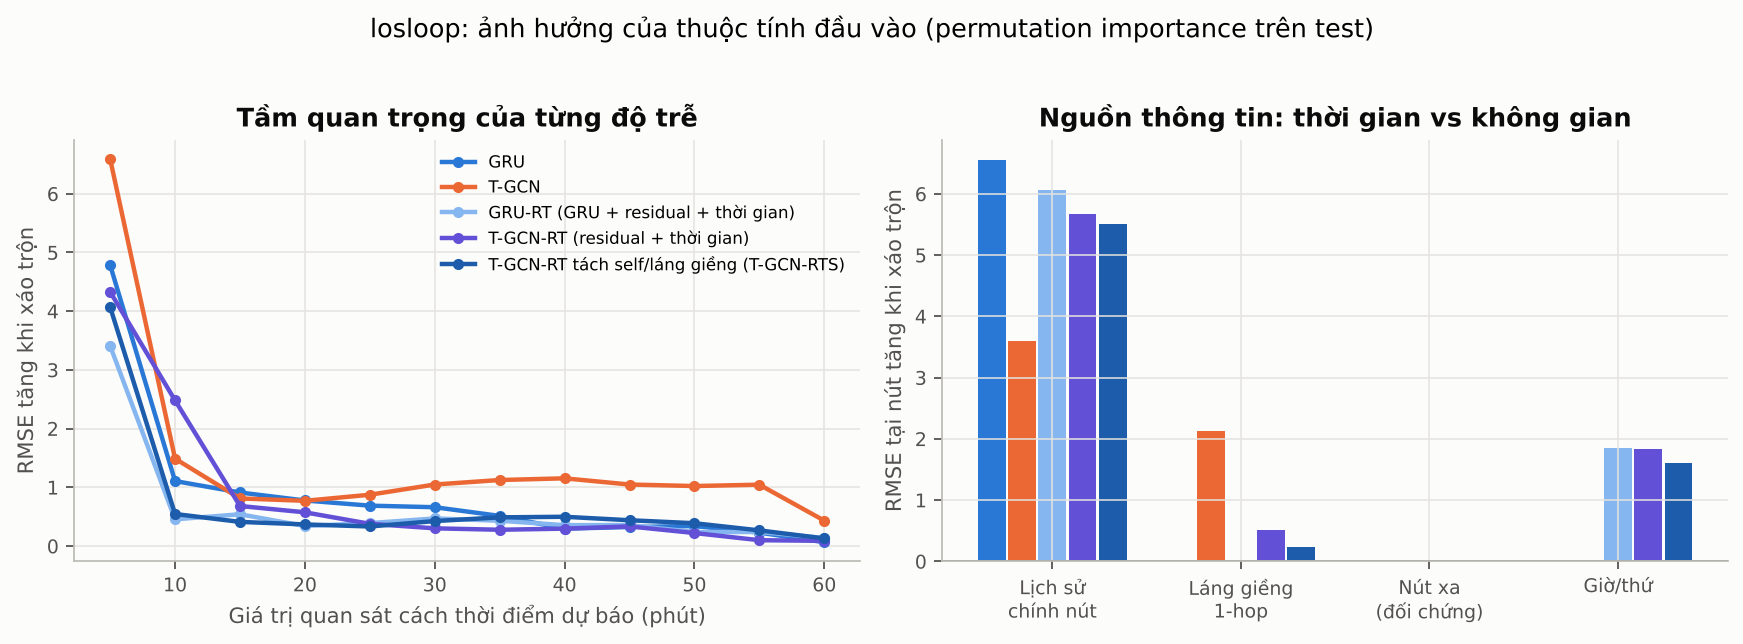 losloop: ảnh hưởng của thuộc tính đầu vào (permutation importance trên test)
Tầm quan trọng của từng độ trễ
RMSE tăng khi xáo trộn
6
5
4
3
2
1
0
GRU
T-GCN
GRU-RT (GRU + residual + thời gian)
T-GCN-RT (residual + thời gian)
T-GCN-RT tách self/láng giềng (T-GCN-RTS)
10 20 30 40 50 60
Giá trị quan sát cách thời điểm dự báo (phút)
Nguồn thông tin: thời gian vs không gian
RMSE tại nút tăng khi xáo trộn
6
5
4
3
2
1
0
Lịch sử
chính nút
Láng giềng
1-hop
Nút xa
(đối chứng)
Giờ/thứ